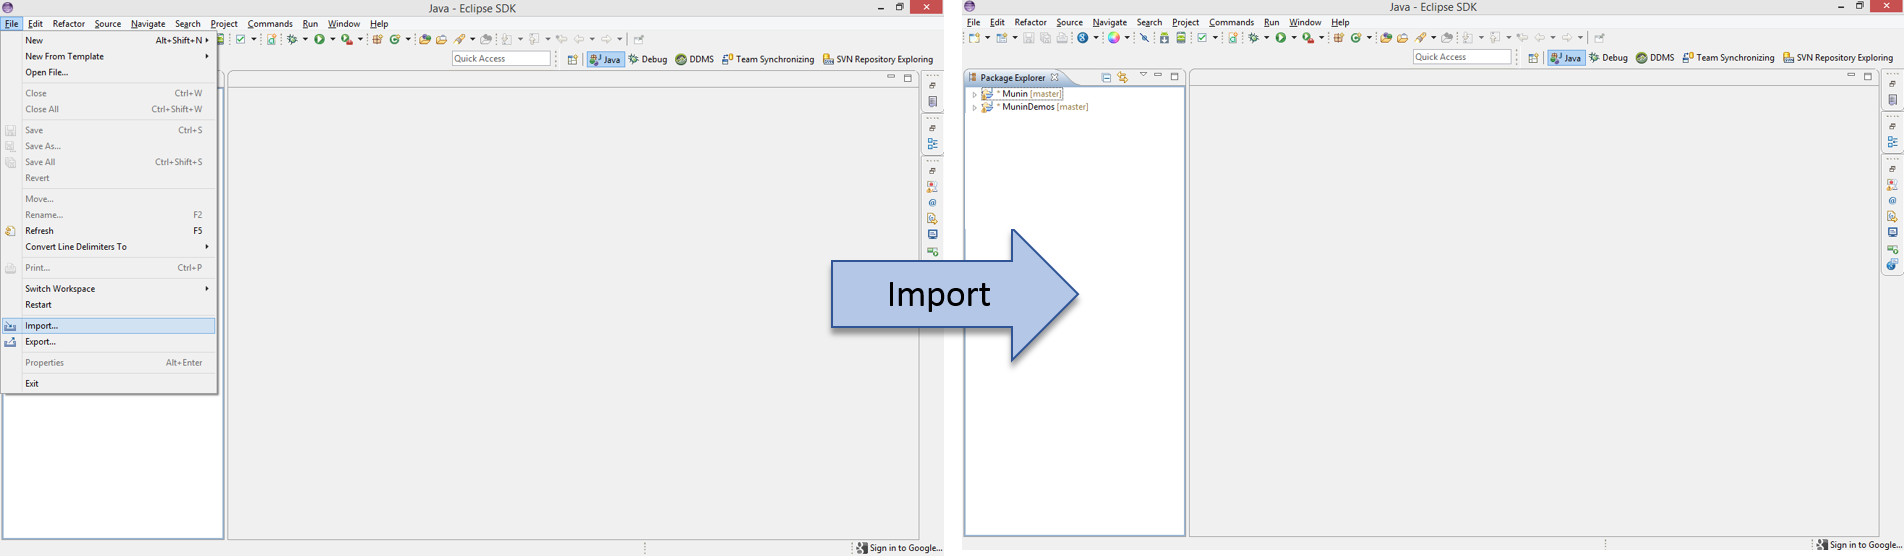 Java - Eclipse SDK
File Edit Refactor Source Navigate Search Project Commands Run Window Help
New Alt+Shift+N
New From Template
Open File...
Close Ctrl+W
Close All Ctrl+Shift+W
Save Ctrl+S
Save As...
Save All Ctrl+Shift+S
Revert
Move...
Rename... F2
Refresh F5
Convert Line Delimiters To
Print... Ctrl+P
Switch Workspace
Restart
Import...
Export...
Properties Alt+Enter
Exit
Quick Access Java Debug DDMS Team Synchronizing SVN Repository Exploring
Sign in to Google...
Import
Java - Eclipse SDK
File Edit Refactor Source Navigate Search Project Commands Run Window Help
Quick Access Java Debug DDMS Team Synchronizing SVN Repository Exploring
Package Explorer
* Munin [master]
* MuninDemos [master]
Sign in to Google...